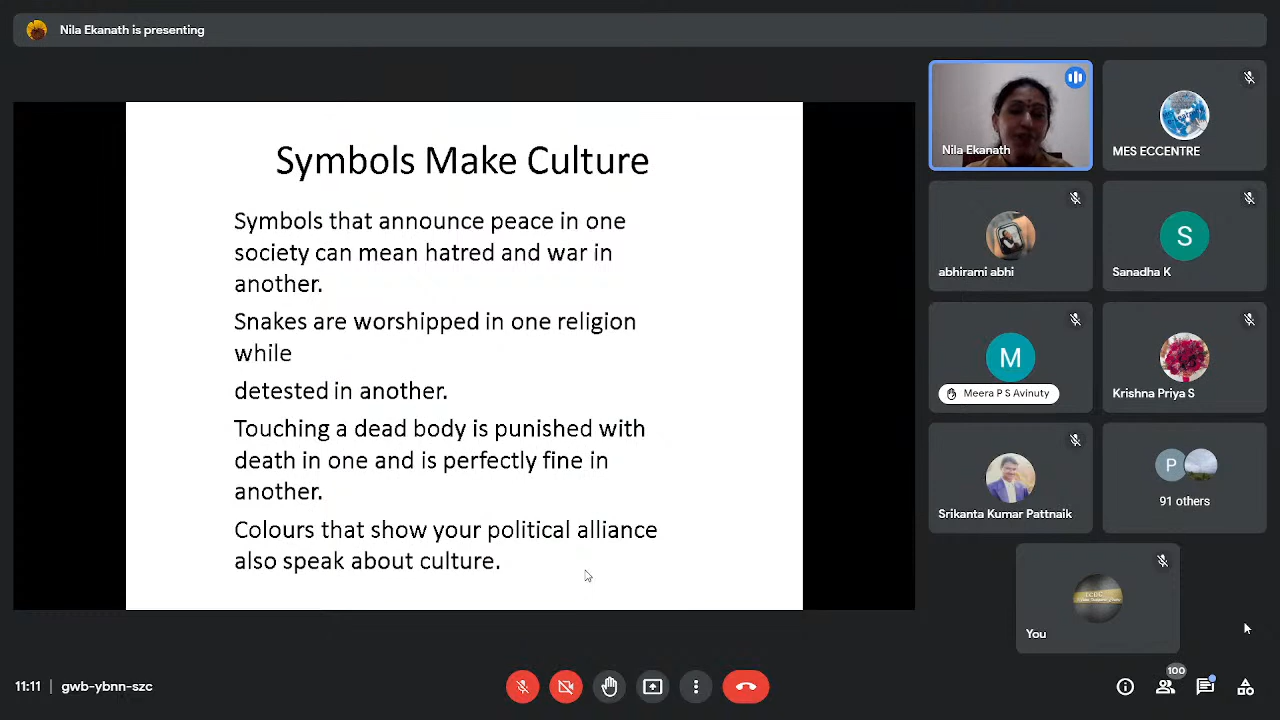 Nila Ekanath is presenting
Symbols Make Culture
Symbols that announce peace in one
society can mean hatred and war in
another.
Snakes are worshipped in one religion
while
detested in another.
Touching a dead body is punished with
death in one and is perfectly fine in
another.
Colours that show your political alliance
also speak about culture.
Nila Ekanath
MES ECCENTRE
abhirami abhi
S
Sanadha K
M
Meera P S Avinuty
Krishna Priya S
Srikanta Kumar Pattnaik
P
91 others
You
11:11 | gwb-ybnn-szc
100